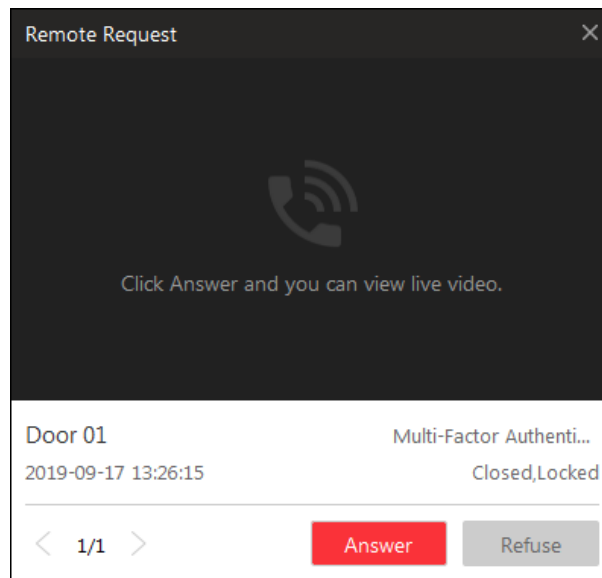 Remote Request
Click Answer and you can view live video.
Door 01
Multi-Factor Authenti...
2019-09-17 13:26:15
Closed,Locked
1/1
Answer
Refuse